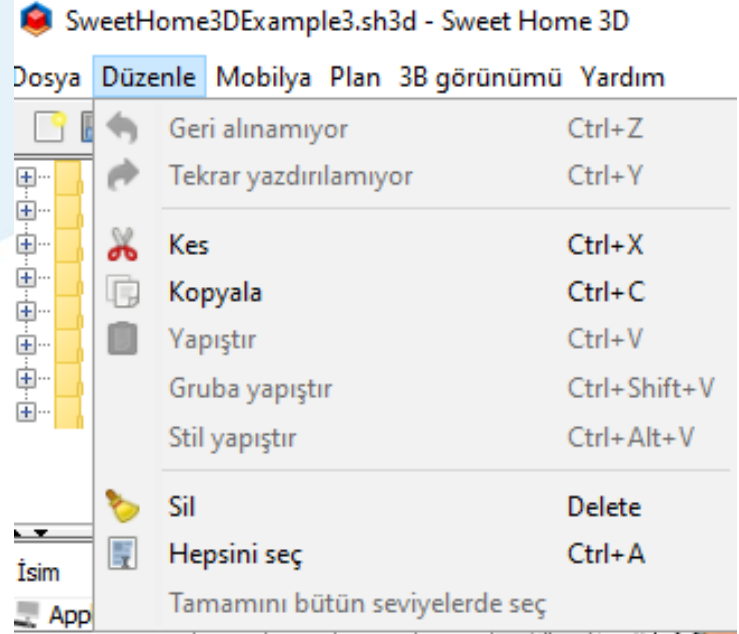 SweetHome3DExample3.sh3d - Sweet Home 3D
Dosya Düzenle Mobilya Plan 3B görünümü Yardım
Geri alınamıyor Ctrl+Z
Tekrar yazdırılamıyor Ctrl+Y
Kes Ctrl+X
Kopyala Ctrl+C
Yapıştır Ctrl+V
Gruba yapıştır Ctrl+Shift+V
Stil yapıştır Ctrl+Alt+V
Sil Delete
Hepsini seç Ctrl+A
İsim
Tamamını bütün seviyelerde seç
Appl